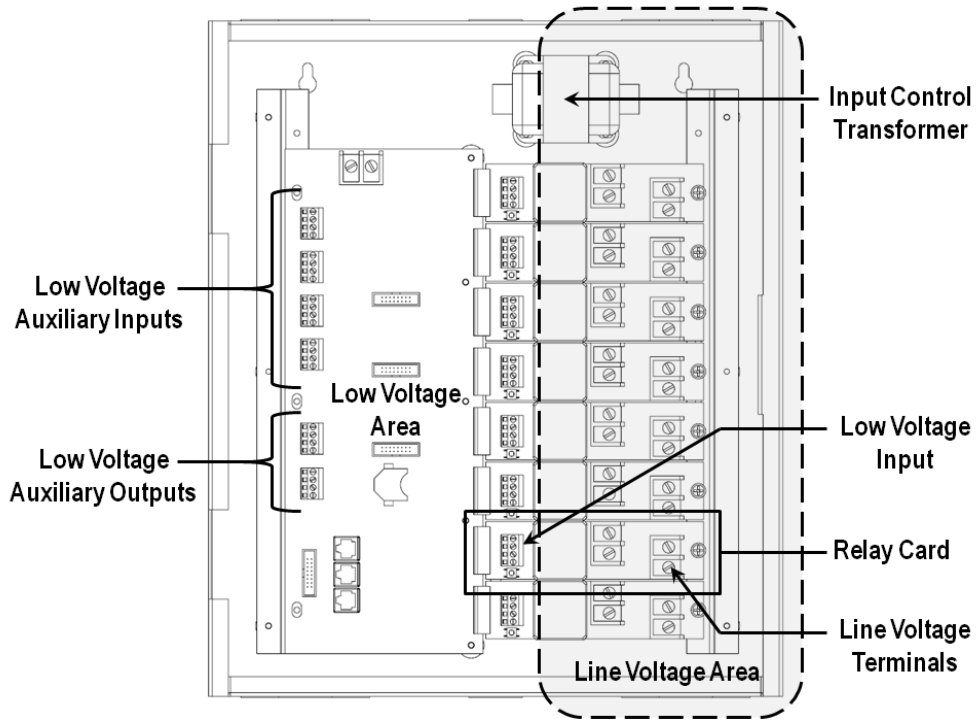 Input Control
Transformer
Low Voltage
Auxiliary Inputs
Low Voltage
Area
Low Voltage
Input
Low Voltage
Auxiliary Outputs
Relay Card
Line Voltage
Terminals
Line Voltage Area